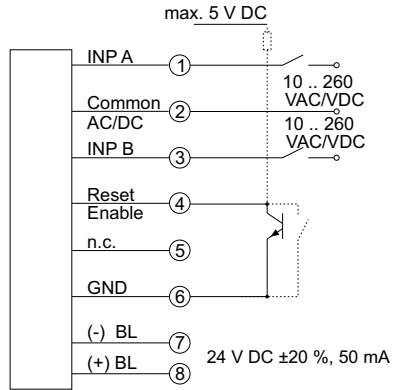 max. 5 V DC
INP A
1
10 .. 260
VAC/VDC
Common
AC/DC
2
10 .. 260
VAC/VDC
INP B
3
Reset
Enable
4
n.c.
5
GND
6
(-) BL
7
(+) BL
8
24 V DC ±20 %, 50 mA